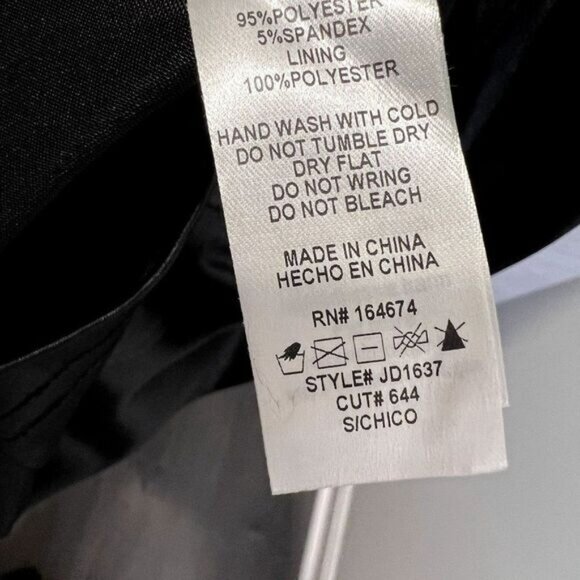 95%POLYESTER
5%SPANDEX
LINING
100%POLYESTER
HAND WASH WITH COLD
DO NOT TUMBLE DRY
DRY FLAT
DO NOT WRING
DO NOT BLEACH
MADE IN CHINA
HECHO EN CHINA
RN# 164674
STYLE# JD1637
CUT# 644
S/CHICO